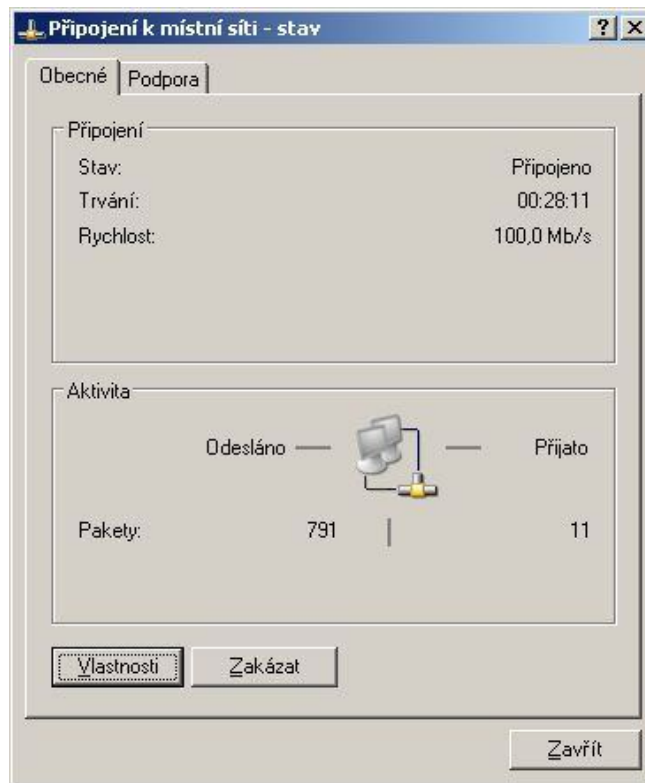 Připojení k místní síti - stav
Obecné Podpora
Připojení
Stav: Připojeno
Trvání: 00:28:11
Rychlost: 100,0 Mb/s
Aktivita
Odesláno Přijato
Pakety: 791 11
Vlastnosti Zakázat
Zavřít